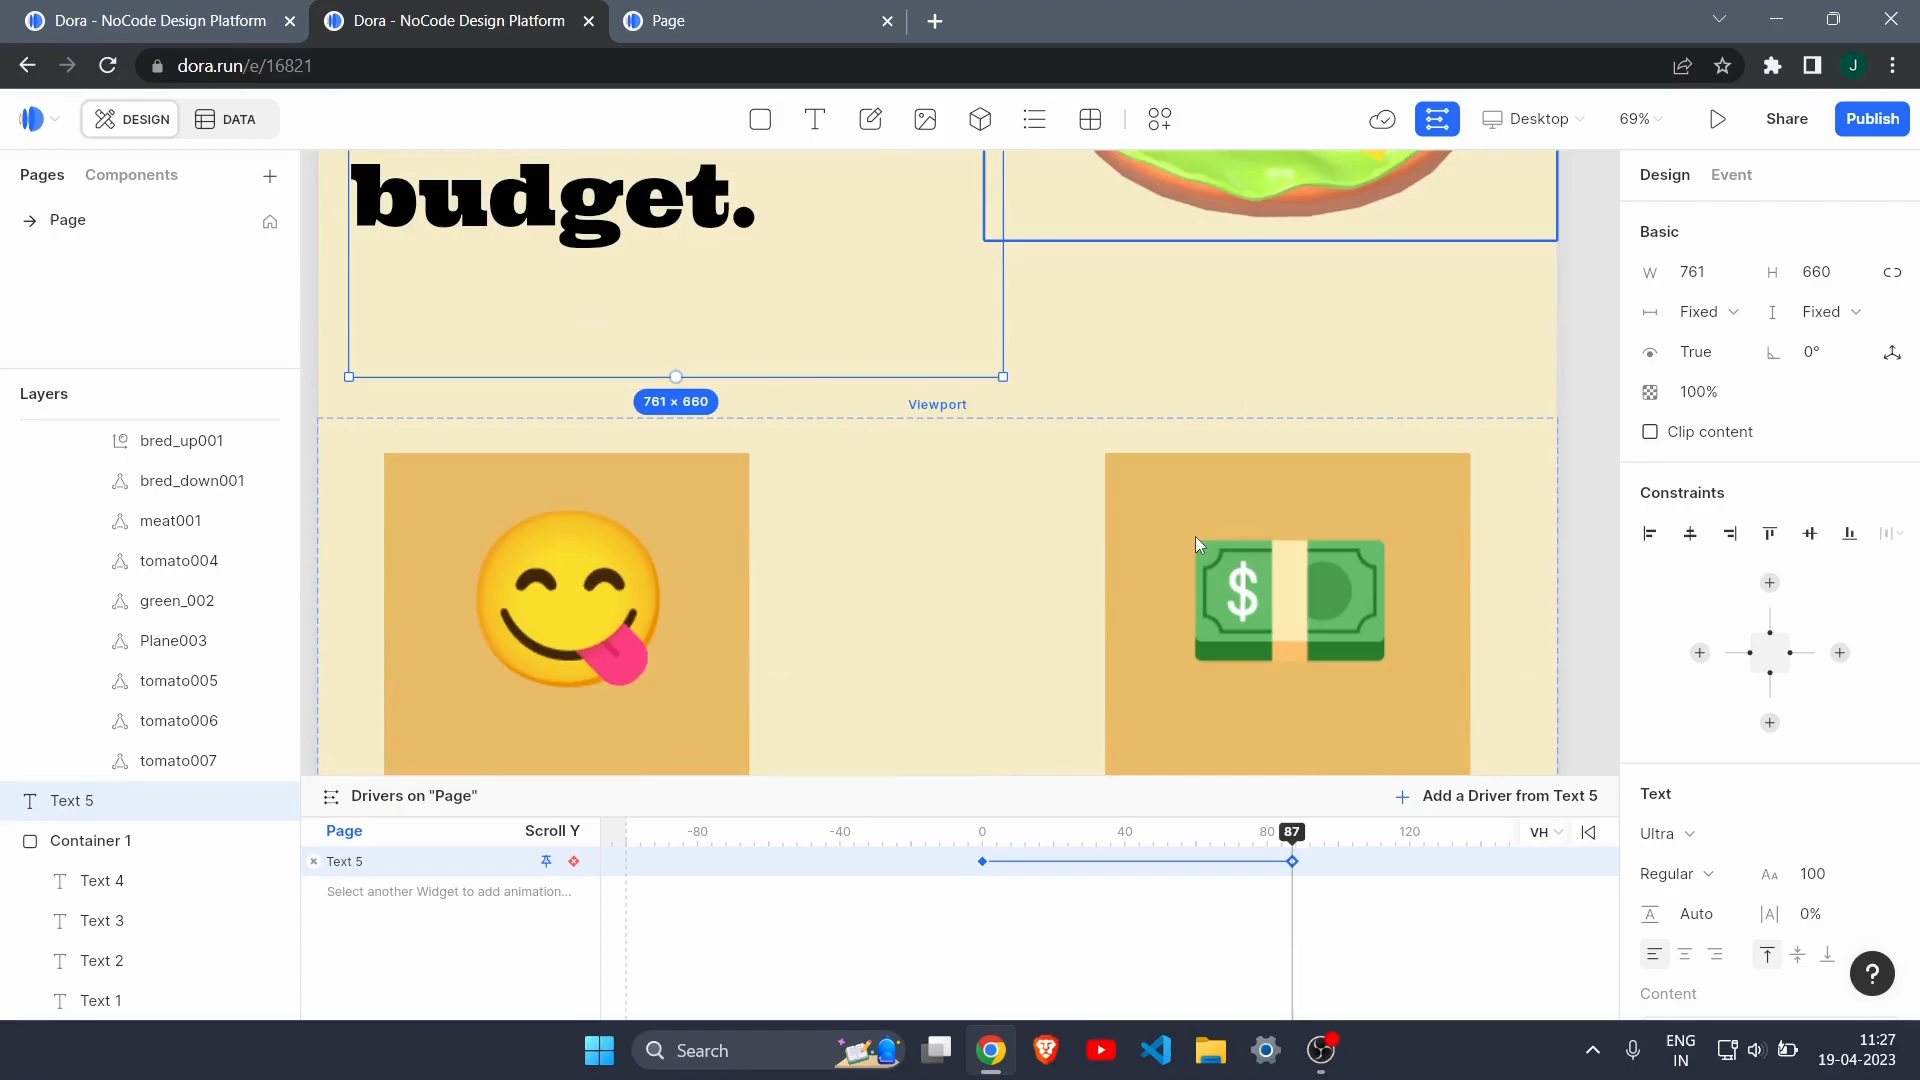 Dora - NoCode Design Platform
Dora - NoCode Design Platform
Page
dora.run/e/16821
J
DESIGN
DATA
Desktop
69%
Share
Publish
Pages
Components
Page
Layers
bred_up001
bred_down001
meat001
tomato004
green_002
Plane003
tomato005
tomato006
tomato007
Text 5
Container 1
Text 4
Text 3
Text 2
Text 1
budget.
761 × 660
Viewport
$
Drivers on "Page"
Add a Driver from Text 5
Page
Scroll Y
-80
-40
0
40
80
87
120
VH
Text 5
Select another Widget to add animation...
Design
Event
Basic
W 761
H 660
Fixed
Fixed
True
0°
100%
Clip content
Constraints
Text
Ultra
Regular
AA 100
A Auto
|A| 0%
Content
?
Search
ENG
IN
11:27
19-04-2023